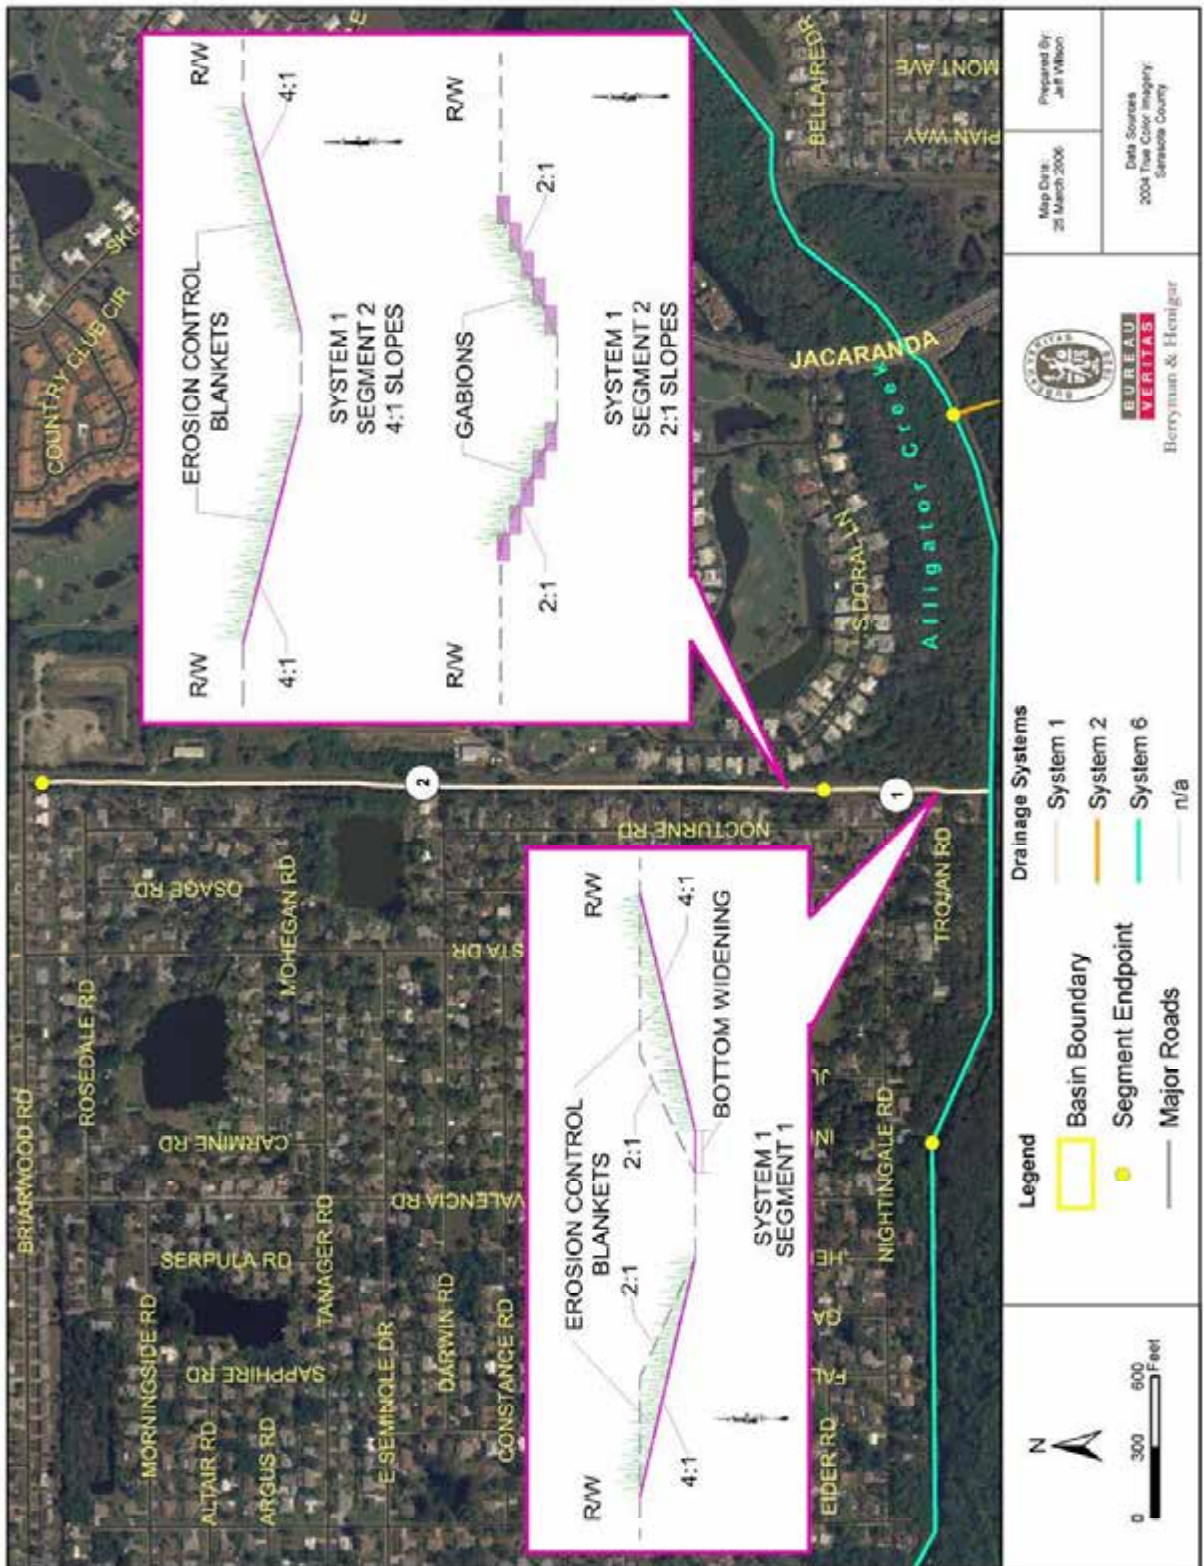 BRIARWOOD RD
ROSEDALE RD
OSAGE RD
MOHEGAN RD
CARMINE RD
SERPULA RD
TANAGER RD
VALENCIA RD
MORNINGSIDE RD
SAPPHIRE RD
ALTAIR RD
ARGUS RD
E SEMINOLE DR
DARWIN RD
CONSTANCE RD
STA DR
NOCTURNE RD
NIGHTINGALE RD
TROJAN RD
EIDER RD
FAL
HE
IN
COUNTRY CLUB CIR
S DORAL LN
JACARANDA
Alligator Creek
BELLAIRE DR
MONT AVE
PIAN WAY
2
1
R/W
R/W
EROSION CONTROL
BLANKETS
4:1
4:1
SYSTEM 1
SEGMENT 2
4:1 SLOPES
R/W
R/W
GABIONS
2:1
2:1
SYSTEM 1
SEGMENT 2
2:1 SLOPES
R/W
R/W
EROSION CONTROL
BLANKETS
2:1
2:1
4:1
4:1
BOTTOM WIDENING
SYSTEM 1
SEGMENT 1
N
0 300 600
Feet
Legend
Basin Boundary
Segment Endpoint
Major Roads
Drainage Systems
System 1
System 2
System 6
n/a
BUREAU
VERITAS
Berryman & Henigar
Map Date:
25 March 2006
Prepared By:
Jeff Wilson
Data Sources
2004 True Color Imagery:
Sarasota County